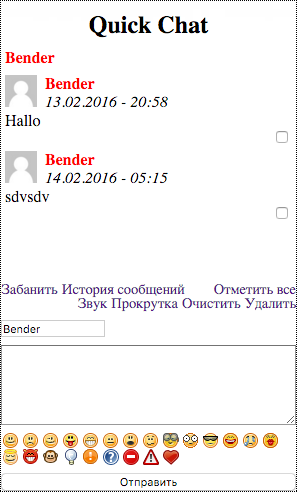 Quick Chat
Bender
Bender
13.02.2016 - 20:58
Hallo
Bender
14.02.2016 - 05:15
sdvsdv
Забанить История сообщений Отметить все
Звук Прокрутка Очистить Удалить
Bender
Отправить